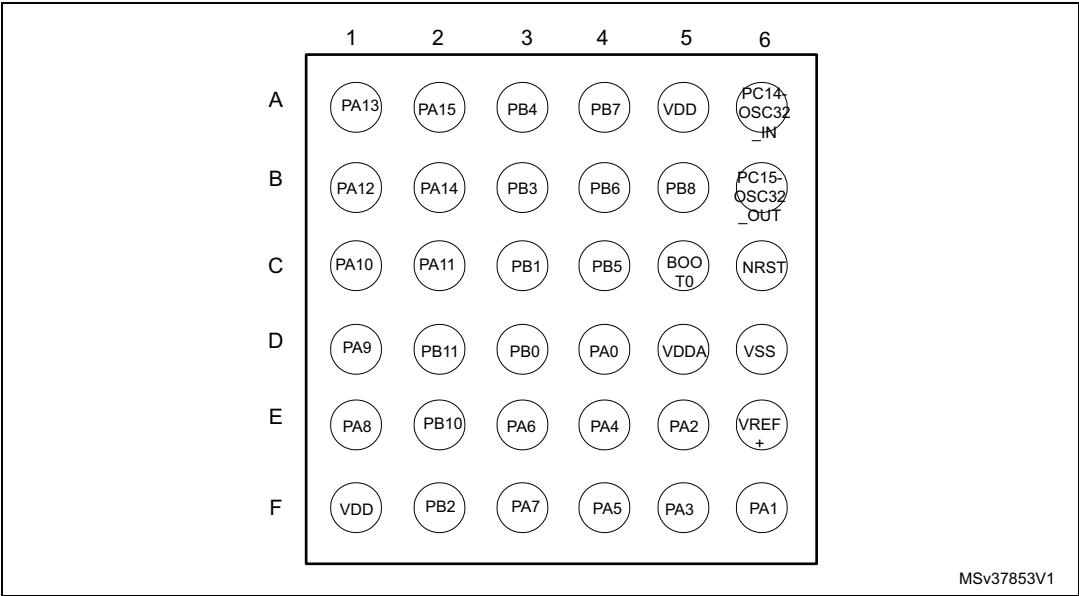 1 2 3 4 5 6
A PA13 PA15 PB4 PB7 VDD PC14-
OSC32
_IN
B PA12 PA14 PB3 PB6 PB8 PC15-
OSC32
_OUT
C PA10 PA11 PB1 PB5 BOO
T0 NRST
D PA9 PB11 PB0 PA0 VDDA VSS
E PA8 PB10 PA6 PA4 PA2 VREF
+
F VDD PB2 PA7 PA5 PA3 PA1
MSv37853V1